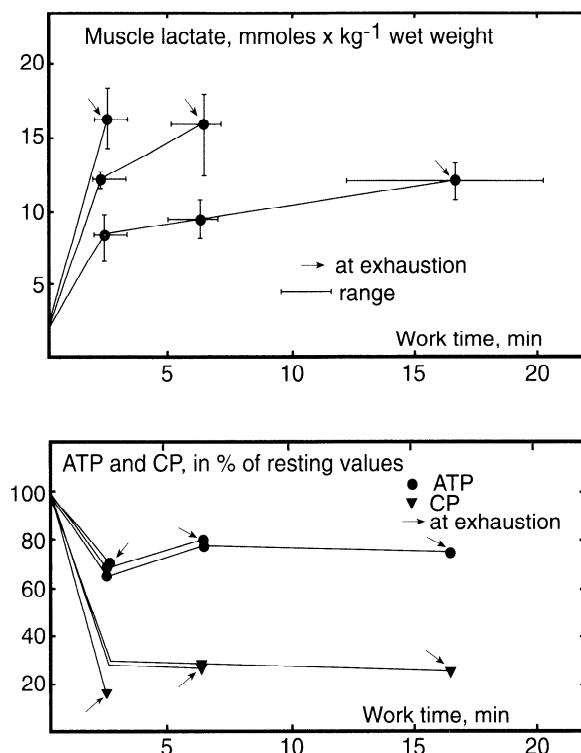 Muscle lactate, mmoles x kg⁻¹ wet weight
20
15
10
5
at exhaustion
range
Work time, min
5 10 15 20
ATP and CP, in % of resting values
ATP
CP
at exhaustion
100
80
60
40
20
Work time, min
5 10 15 20